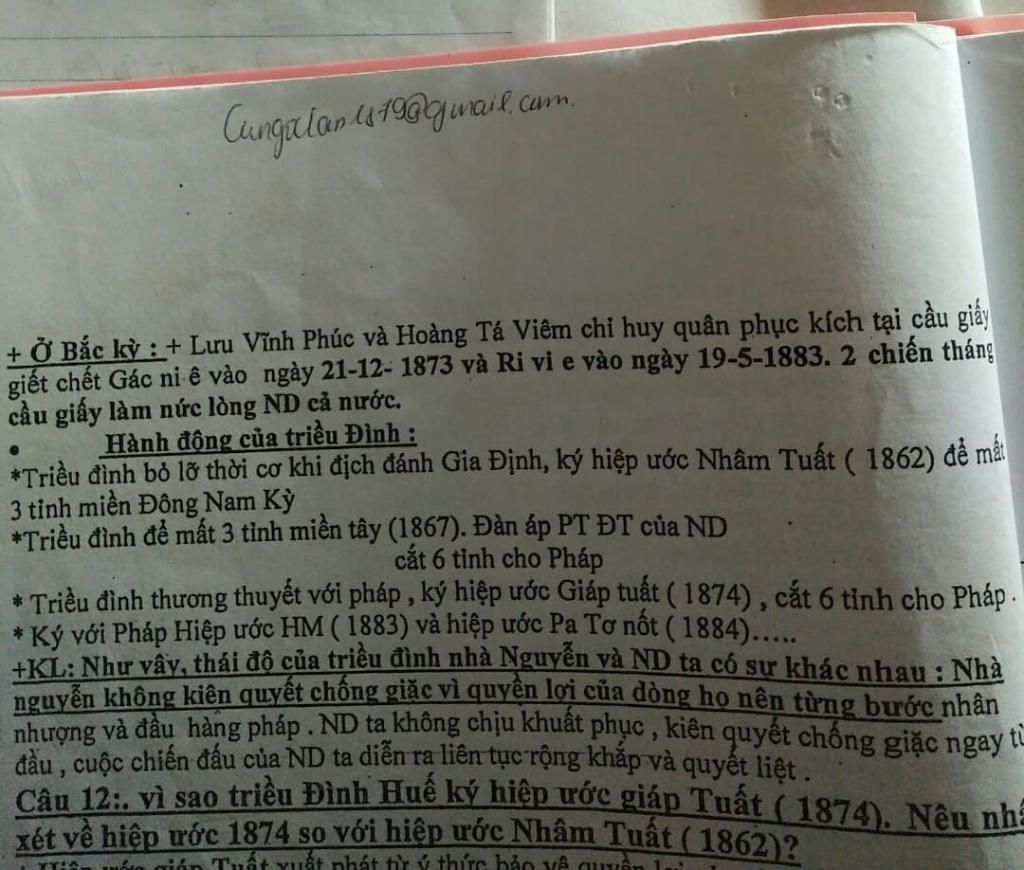 + Ở Bắc kỳ : + Lưu Vĩnh Phúc và Hoàng Tá Viêm chỉ huy quân phục kích tại cầu giấy
giết chết Gác ni ê vào ngày 21-12- 1873 và Ri vi e vào ngày 19-5-1883. 2 chiến tháng
cầu giấy làm nức lòng ND cả nước.
• Hành động của triều Đình :
*Triều đình bỏ lỡ thời cơ khi địch đánh Gia Định, ký hiệp ước Nhâm Tuất ( 1862) để mất
3 tỉnh miền Đông Nam Kỳ
*Triều đình để mất 3 tỉnh miền tây (1867). Đàn áp PT ĐT của ND
cắt 6 tỉnh cho Pháp
* Triều đình thương thuyết với pháp , ký hiệp ước Giáp tuất ( 1874) , cắt 6 tỉnh cho Pháp .
* Ký với Pháp Hiệp ước HM ( 1883) và hiệp ước Pa Tơ nốt ( 1884)…..
+KL: Như vây, thái độ của triều đình nhà Nguyễn và ND ta có sự khác nhau : Nhà
nguyễn không kiên quyết chống giặc vì quyền lợi của dòng họ nên từng bước nhân
nhượng và đầu hàng pháp . ND ta không chịu khuất phục , kiên quyết chống giặc ngay từ
đầu , cuộc chiến đấu của ND ta diễn ra liên tục rộng khắp và quyết liệt .
Câu 12:. vì sao triều Đình Huế ký hiệp ước giáp Tuất ( 1874). Nêu
xét về hiệp ước 1874 so với hiệp ước Nhâm Tuất ( 1862)?
giáp Tuất xuất phát từ ý thức bảo vệ